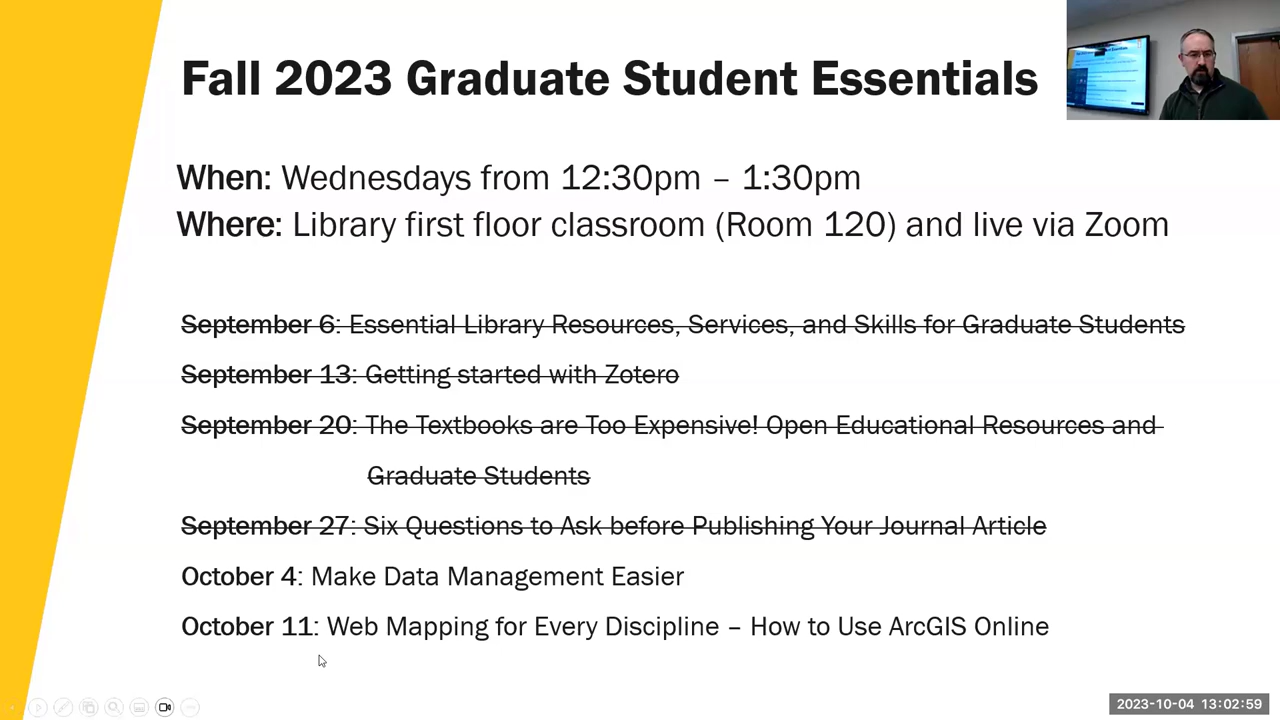 Fall 2023 Graduate Student Essentials
When: Wednesdays from 12:30pm – 1:30pm
Where: Library first floor classroom (Room 120) and live via Zoom
September 6: Essential Library Resources, Services, and Skills for Graduate Students
September 13: Getting started with Zotero
September 20: The Textbooks are Too Expensive! Open Educational Resources and
Graduate Students
September 27: Six Questions to Ask before Publishing Your Journal Article
October 4: Make Data Management Easier
October 11: Web Mapping for Every Discipline – How to Use ArcGIS Online
2023-10-04 13:02:59